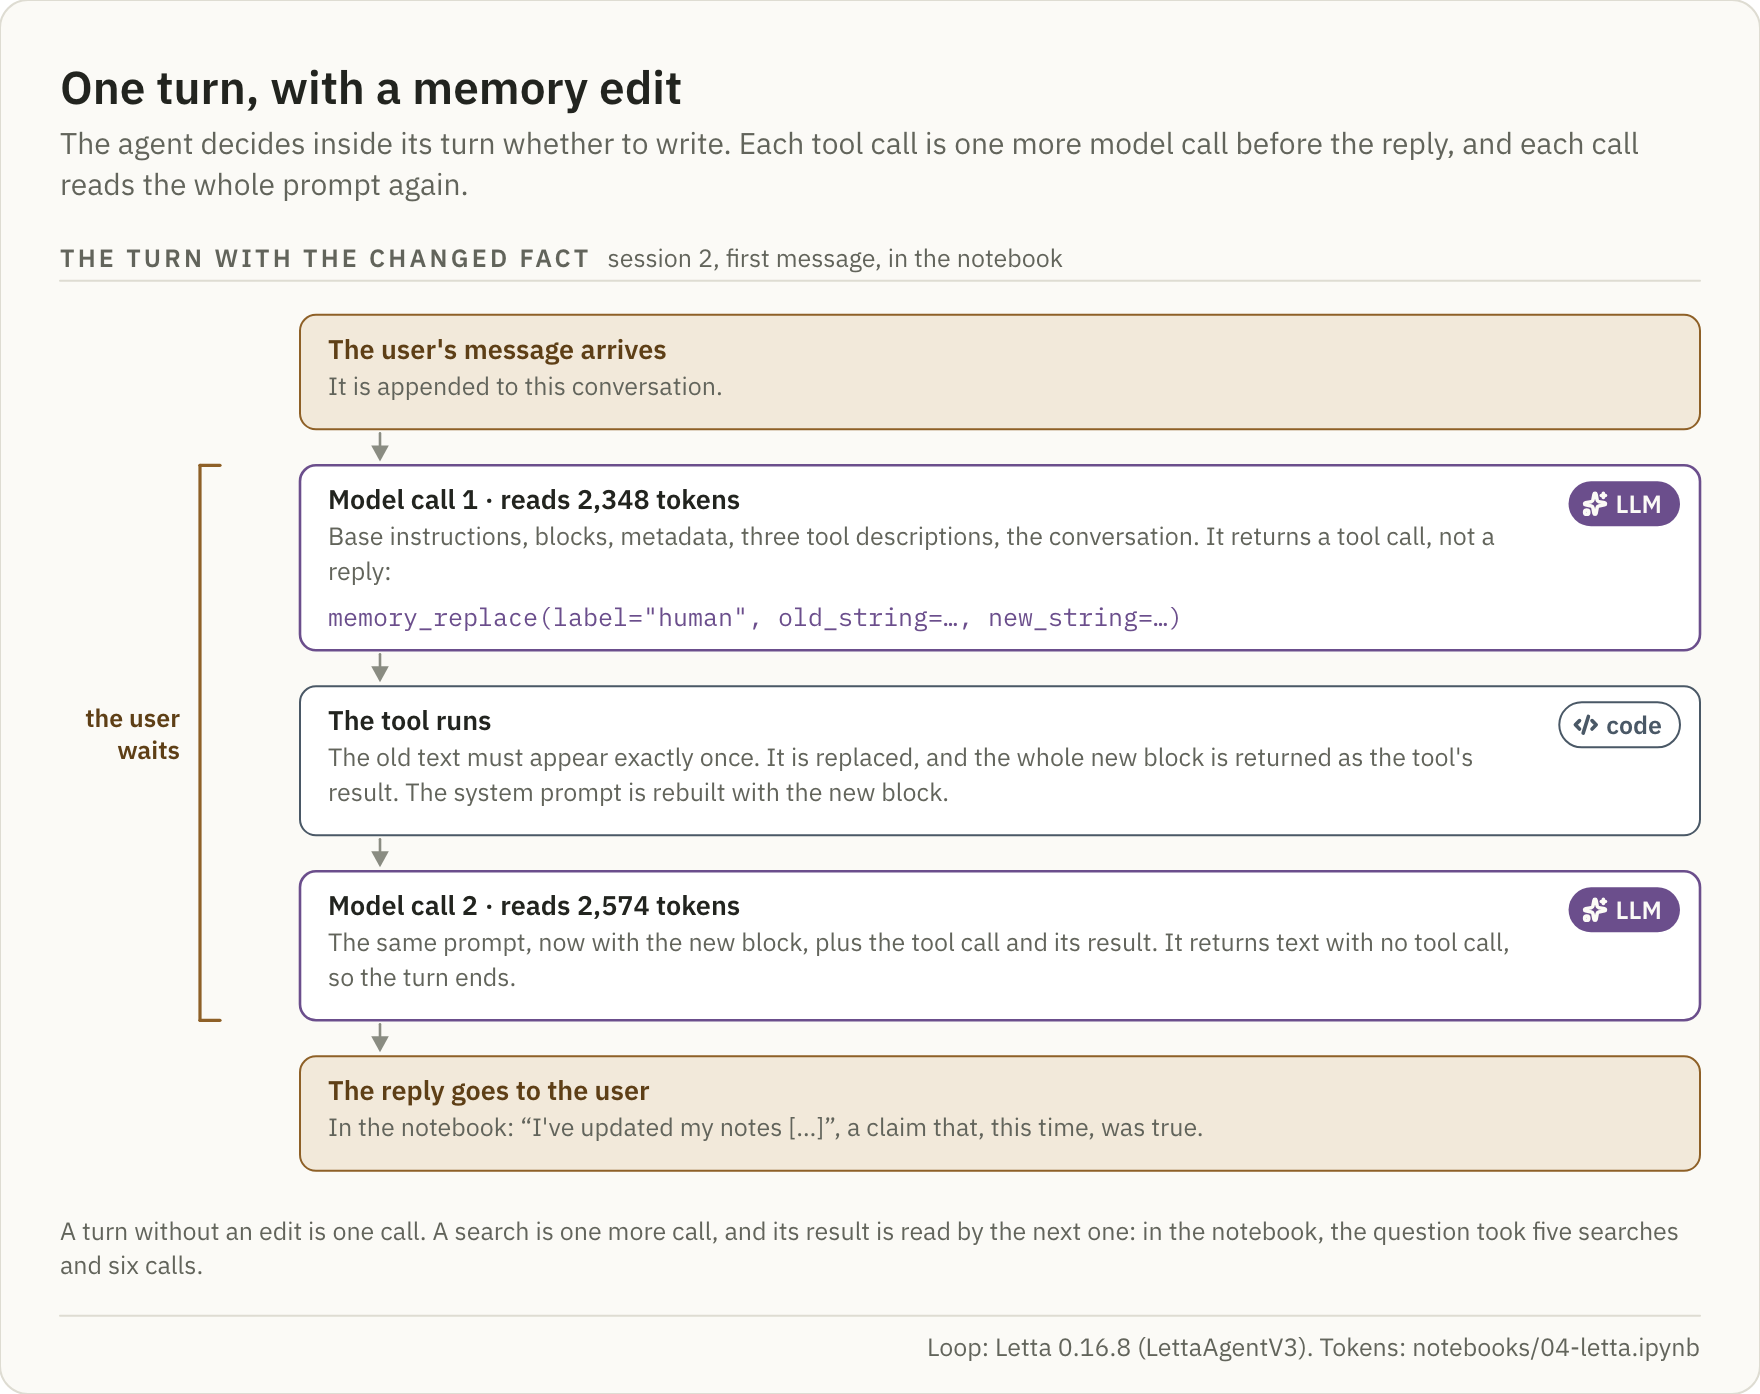 One turn, with a memory edit
The agent decides inside its turn whether to write. Each tool call is one more model call before the reply, and each call
reads the whole prompt again.
THE TURN WITH THE CHANGED FACT session 2, first message, in the notebook
The user's message arrives
It is appended to this conversation.
Model call 1 · reads 2,348 tokens
LLM
Base instructions, blocks, metadata, three tool descriptions, the conversation. It returns a tool call, not a
reply:
memory_replace(label="human", old_string=…, new_string=…)
the user
waits
The tool runs
code
The old text must appear exactly once. It is replaced, and the whole new block is returned as the tool's
result. The system prompt is rebuilt with the new block.
Model call 2 · reads 2,574 tokens
LLM
The same prompt, now with the new block, plus the tool call and its result. It returns text with no tool call,
so the turn ends.
The reply goes to the user
In the notebook: “I've updated my notes […]”, a claim that, this time, was true.
A turn without an edit is one call. A search is one more call, and its result is read by the next one: in the notebook, the question took five searches
and six calls.
Loop: Letta 0.16.8 (LettaAgentV3). Tokens: notebooks/04-letta.ipynb